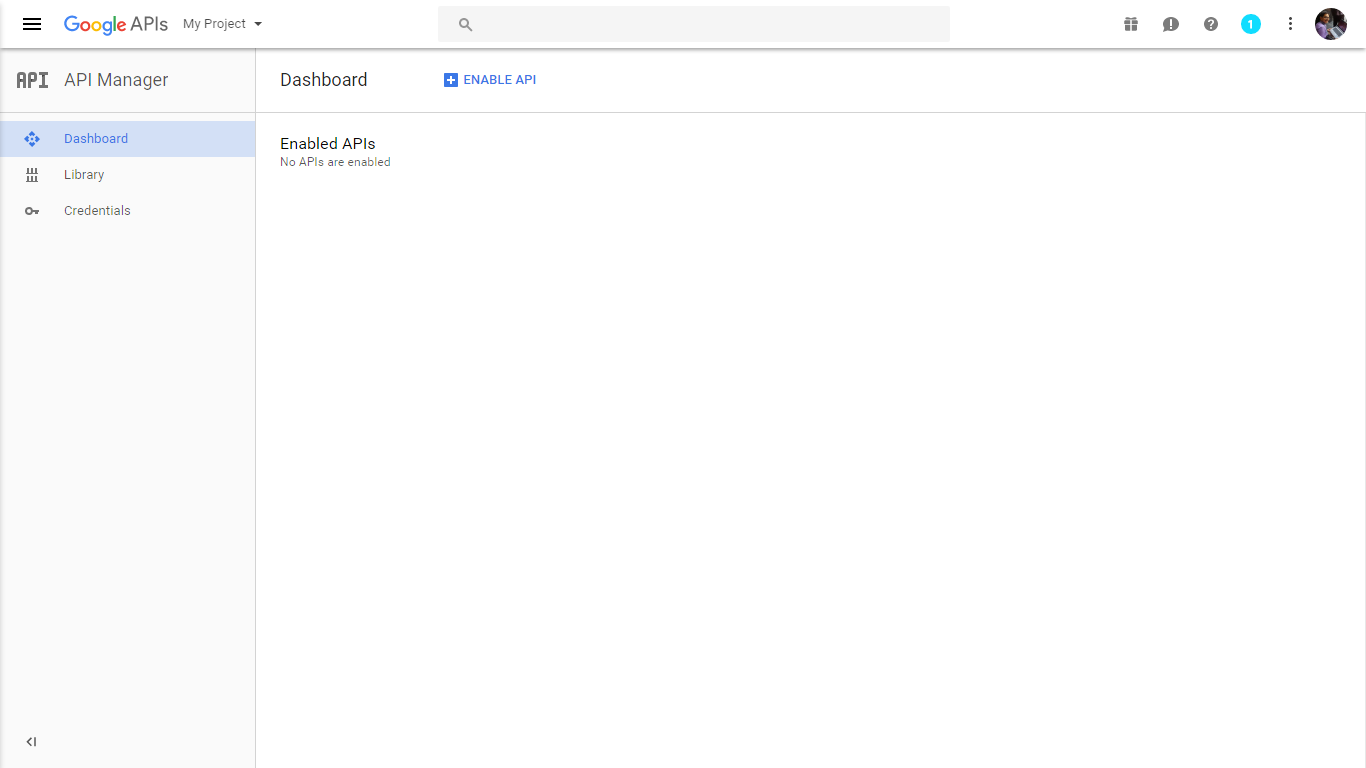 Google APIs My Project
1
API API Manager
Dashboard ENABLE API
Dashboard
Library
Credentials
Enabled APIs
No APIs are enabled